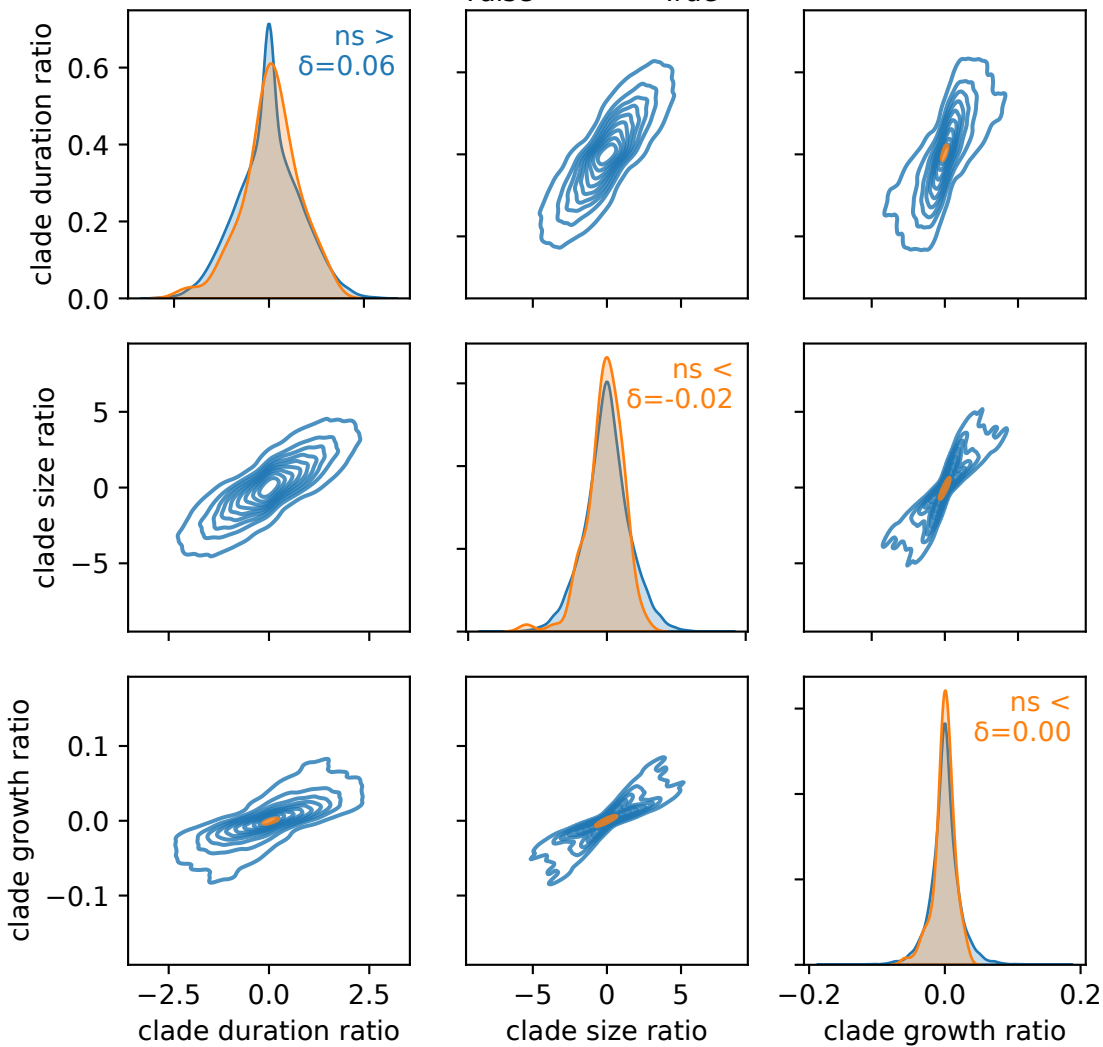 clade duration ratio
0.6
0.4
0.2
0.0
ns >
δ=0.06
clade size ratio
5
0
−5
ns <
δ=-0.02
clade growth ratio
0.1
0.0
−0.1
ns <
δ=0.00
−2.5 0.0 2.5
−5 0 5
−0.2 0.0 0.2
clade duration ratio
clade size ratio
clade growth ratio